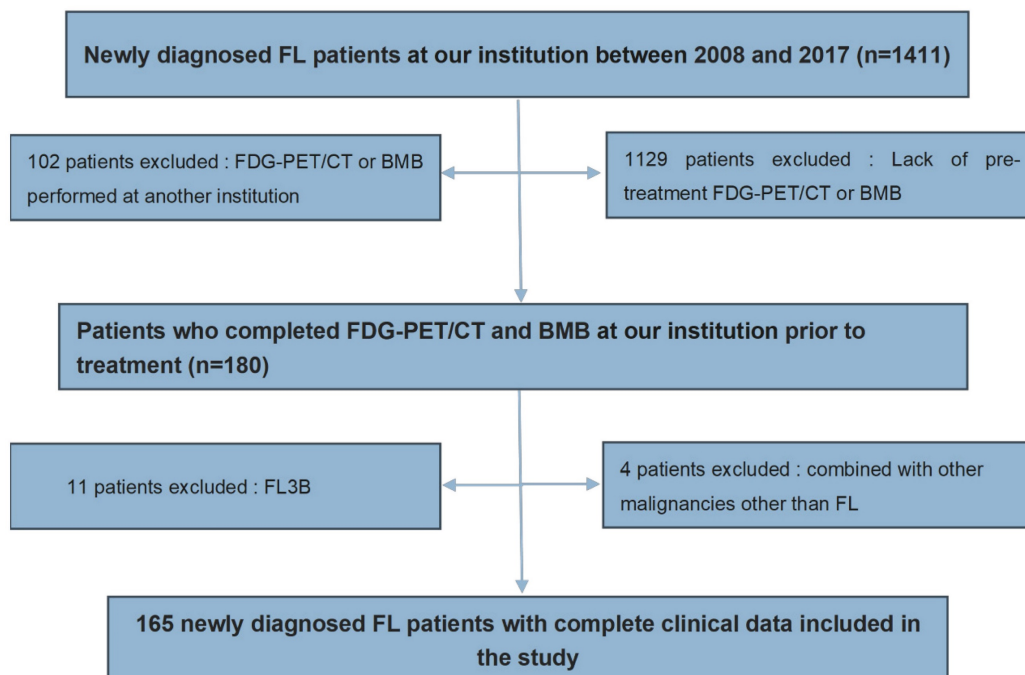 Newly diagnosed FL patients at our institution between 2008 and 2017 (n=1411)
102 patients excluded : FDG-PET/CT or BMB
performed at another institution
1129 patients excluded : Lack of pre-
treatment FDG-PET/CT or BMB
Patients who completed FDG-PET/CT and BMB at our institution prior to
treatment (n=180)
11 patients excluded : FL3B
4 patients excluded : combined with other
malignancies other than FL
165 newly diagnosed FL patients with complete clinical data included in
the study